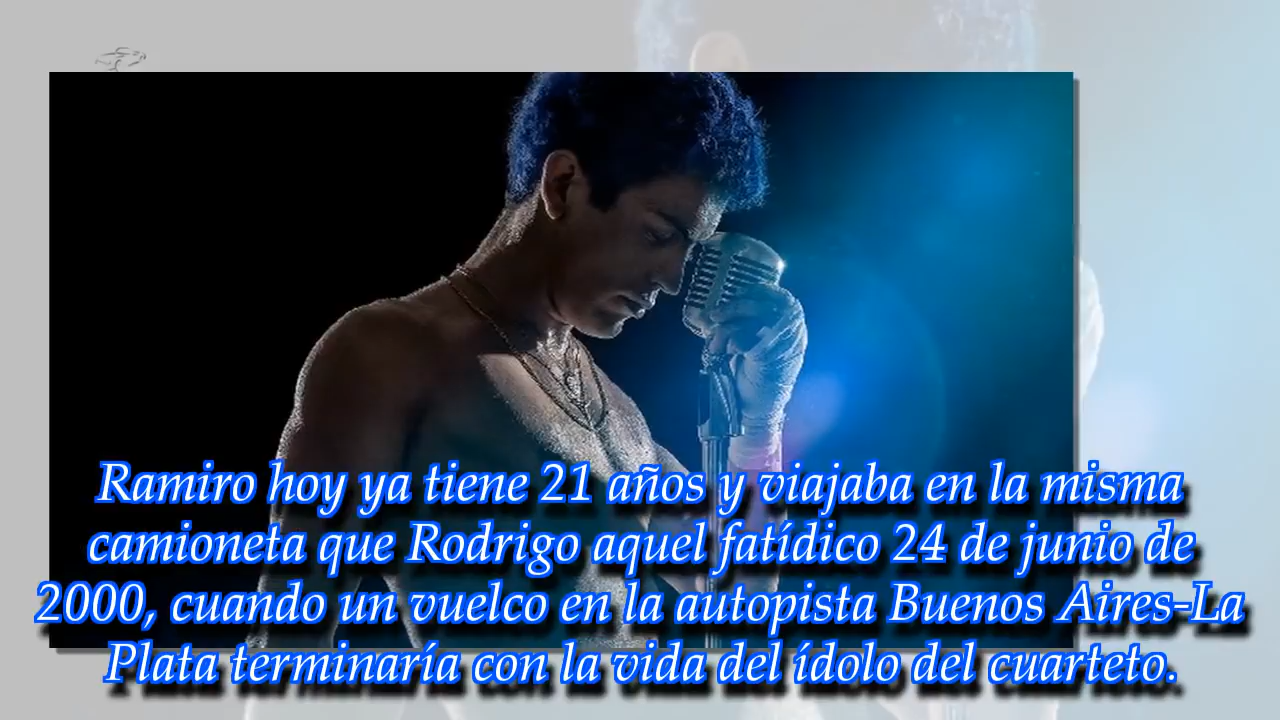 Ramiro hoy ya tiene 21 años y viajaba en la misma
camioneta que Rodrigo aquel fatídico 24 de junio de
2000, cuando un vuelco en la autopista Buenos Aires-La
Plata terminaría con la vida del ídolo del cuarteto.